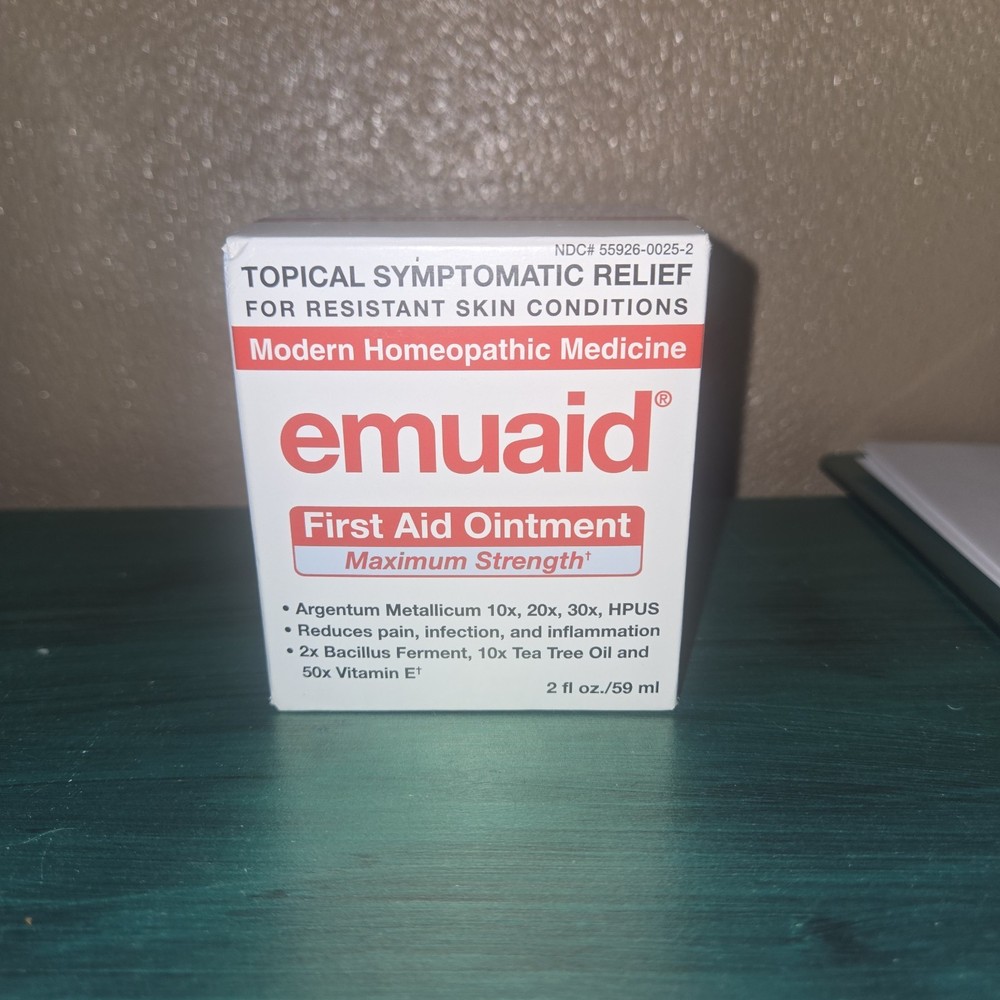 NDC# 55926-0025-2
TOPICAL SYMPTOMATIC RELIEF
FOR RESISTANT SKIN CONDITIONS
Modern Homeopathic Medicine
emuaid®
First Aid Ointment
Maximum Strength†
• Argentum Metallicum 10x, 20x, 30x, HPUS
• Reduces pain, infection, and inflammation
• 2x Bacillus Ferment, 10x Tea Tree Oil and
50x Vitamin E†
2 fl oz./59 ml